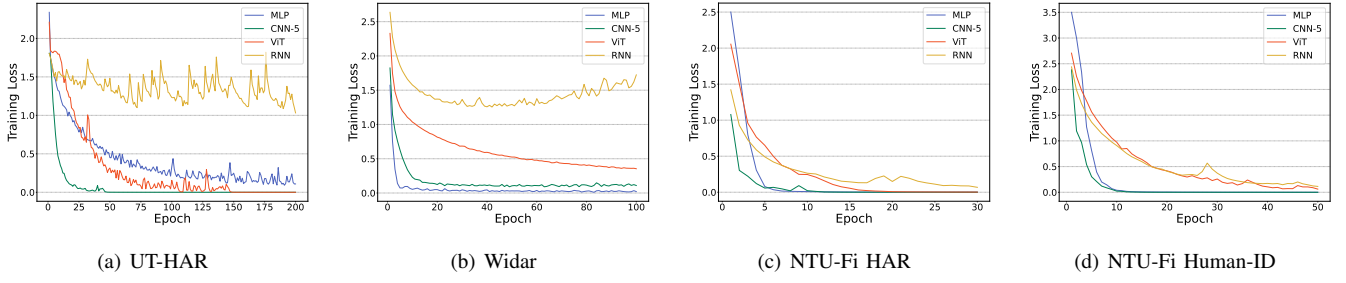 MLP
CNN-5
ViT
RNN
Training Loss
2.0
1.5
1.0
0.5
0.0
0 25 50 75 100 125 150 175 200
Epoch
(a) UT-HAR
MLP
CNN-5
ViT
RNN
Training Loss
2.5
2.0
1.5
1.0
0.5
0.0
0 20 40 60 80 100
Epoch
(b) Widar
MLP
CNN-5
ViT
RNN
Training Loss
2.5
2.0
1.5
1.0
0.5
0.0
0 5 10 15 20 25 30
Epoch
(c) NTU-Fi HAR
MLP
CNN-5
ViT
RNN
Training Loss
3.5
3.0
2.5
2.0
1.5
1.0
0.5
0.0
0 10 20 30 40 50
Epoch
(d) NTU-Fi Human-ID